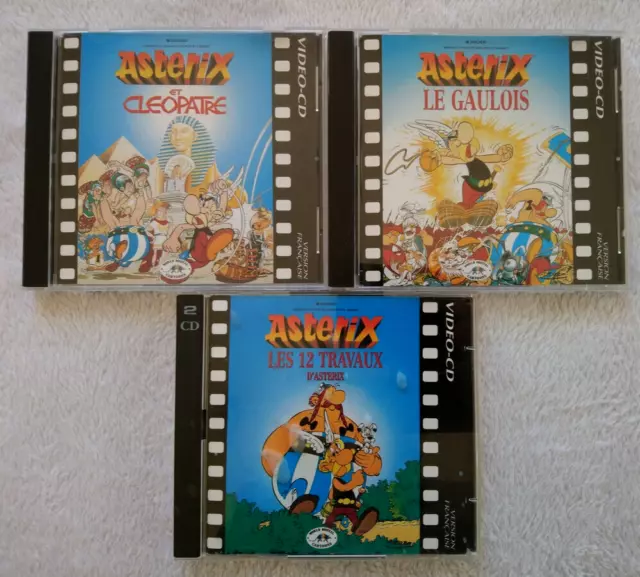 Asterix
ET
CLEOPATRE
VIDEO-CD
VERSION
FRANÇAISE
Asterix
LE GAULOIS
VIDEO-CD
VERSION
FRANÇAISE
2
CD
Asterix
LES 12 TRAVAUX
D'ASTERIX
VIDEO-CD
VERSION
FRANÇAISE